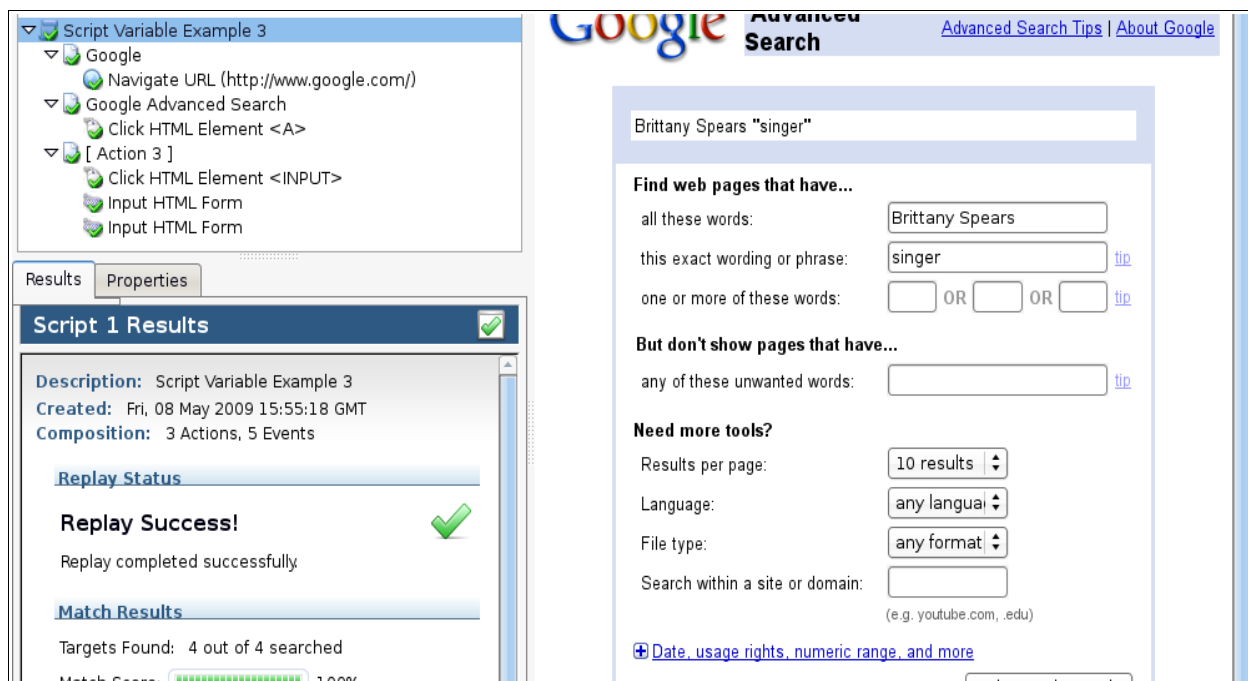 Script Variable Example 3
Google
Navigate URL (http://www.google.com/)
Google Advanced Search
Click HTML Element <A>
[ Action 3 ]
Click HTML Element <INPUT>
Input HTML Form
Input HTML Form
Results
Properties
Script 1 Results
Description: Script Variable Example 3
Created: Fri, 08 May 2009 15:55:18 GMT
Composition: 3 Actions, 5 Events
Replay Status
Replay Success!
Replay completed successfully.
Match Results
Targets Found: 4 out of 4 searched
Match Score: 100%
Google
Advanced
Search
Advanced Search Tips | About Google
Brittany Spears "singer"
Find web pages that have...
all these words: Brittany Spears
this exact wording or phrase: singer tip
one or more of these words: OR OR tip
But don't show pages that have...
any of these unwanted words: tip
Need more tools?
Results per page: 10 results
Language: any languag
File type: any format
Search within a site or domain:
(e.g. youtube.com, .edu)
Date, usage rights, numeric range, and more